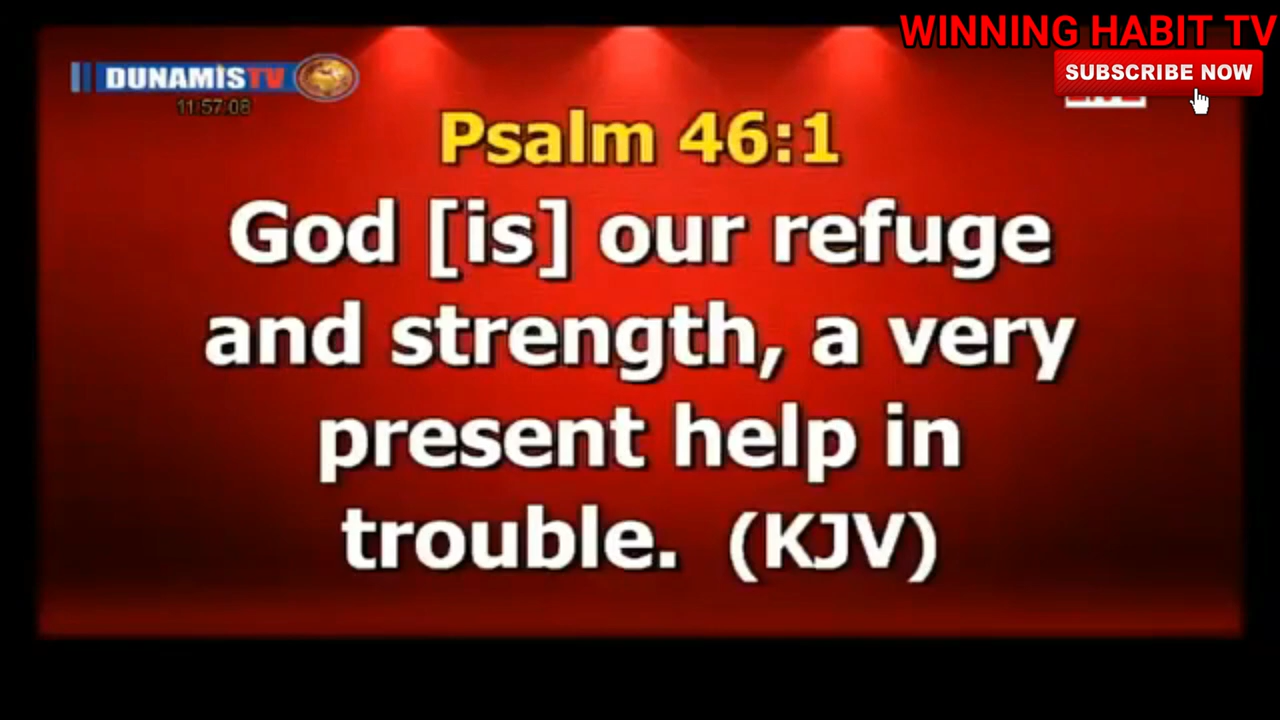 WINNING HABIT TV
SUBSCRIBE NOW
DUNAMIS TV
11:57:08
Psalm 46:1
God [is] our refuge
and strength, a very
present help in
trouble. (KJV)